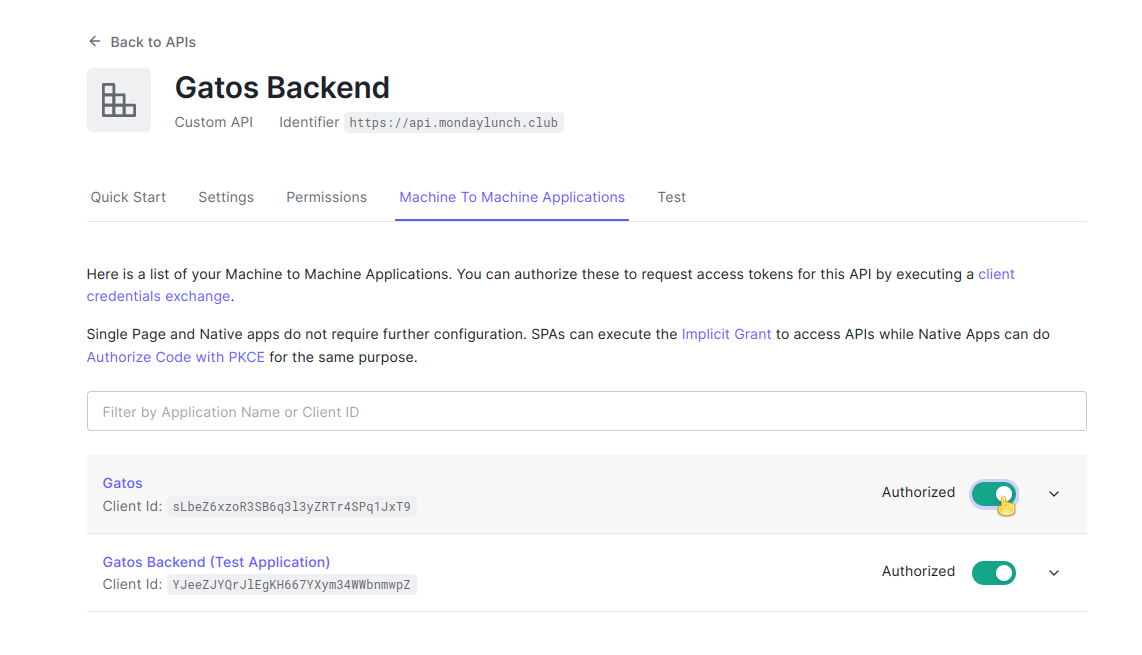 Back to APIs
Gatos Backend
Custom API Identifier https://api.mondaylunch.club
Quick Start Settings Permissions Machine To Machine Applications Test
Here is a list of your Machine to Machine Applications. You can authorize these to request access tokens for this API by executing a client
credentials exchange.
Single Page and Native apps do not require further configuration. SPAs can execute the Implicit Grant to access APIs while Native Apps can do
Authorize Code with PKCE for the same purpose.
Filter by Application Name or Client ID
Gatos
Authorized
Client Id: sLbeZ6xzoR3SB6q3l3yZRTr4SPq1JxT9
Gatos Backend (Test Application)
Authorized
Client Id: YJeeZJYQrJlEgKH667YXym34WWbnmwpZ